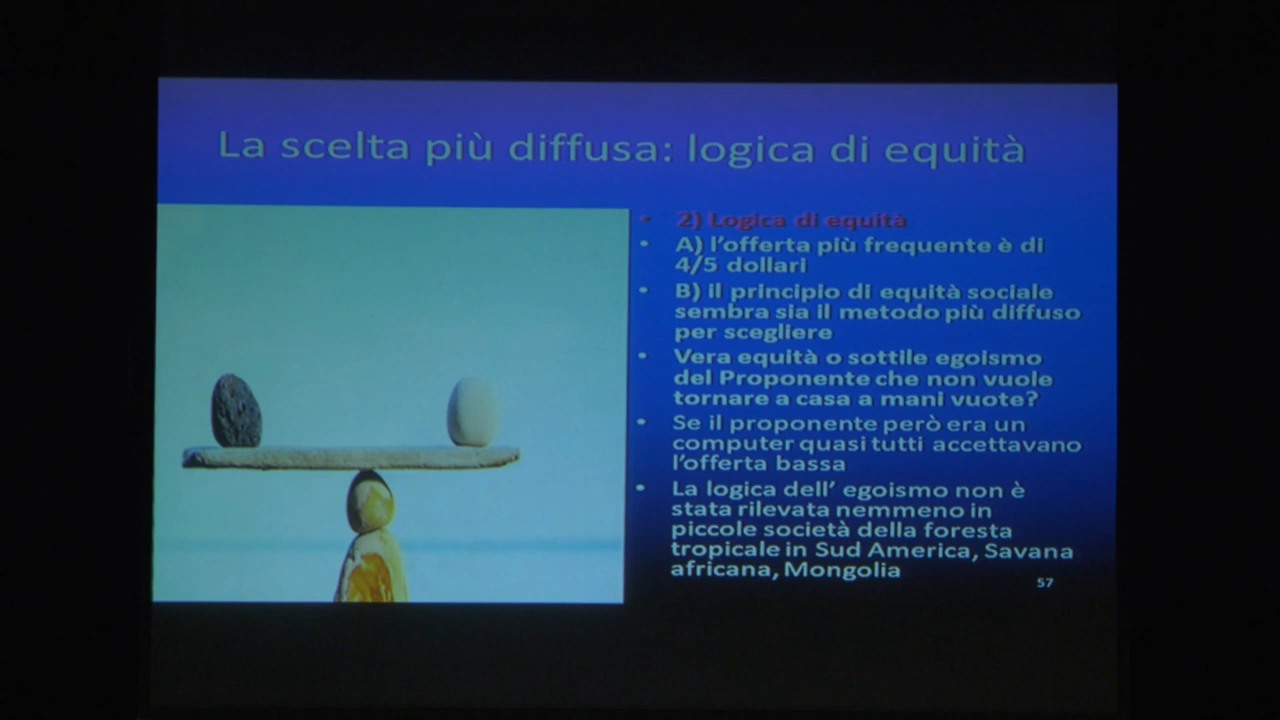 La scelta più diffusa: logica di equità
• 2) Logica di equità
• A) l’offerta più frequente è di
4/5 dollari
• B) il principio di equità sociale
sembra sia il metodo più diffuso
per scegliere
• Vera equità o sottile egoismo
del Proponente che non vuole
tornare a casa a mani vuote?
• Se il proponente però era un
computer quasi tutti accettavano
l’offerta bassa
• La logica dell’ egoismo non è
stata rilevata nemmeno in
piccole società della foresta
tropicale in Sud America, Savana
africana, Mongolia
57